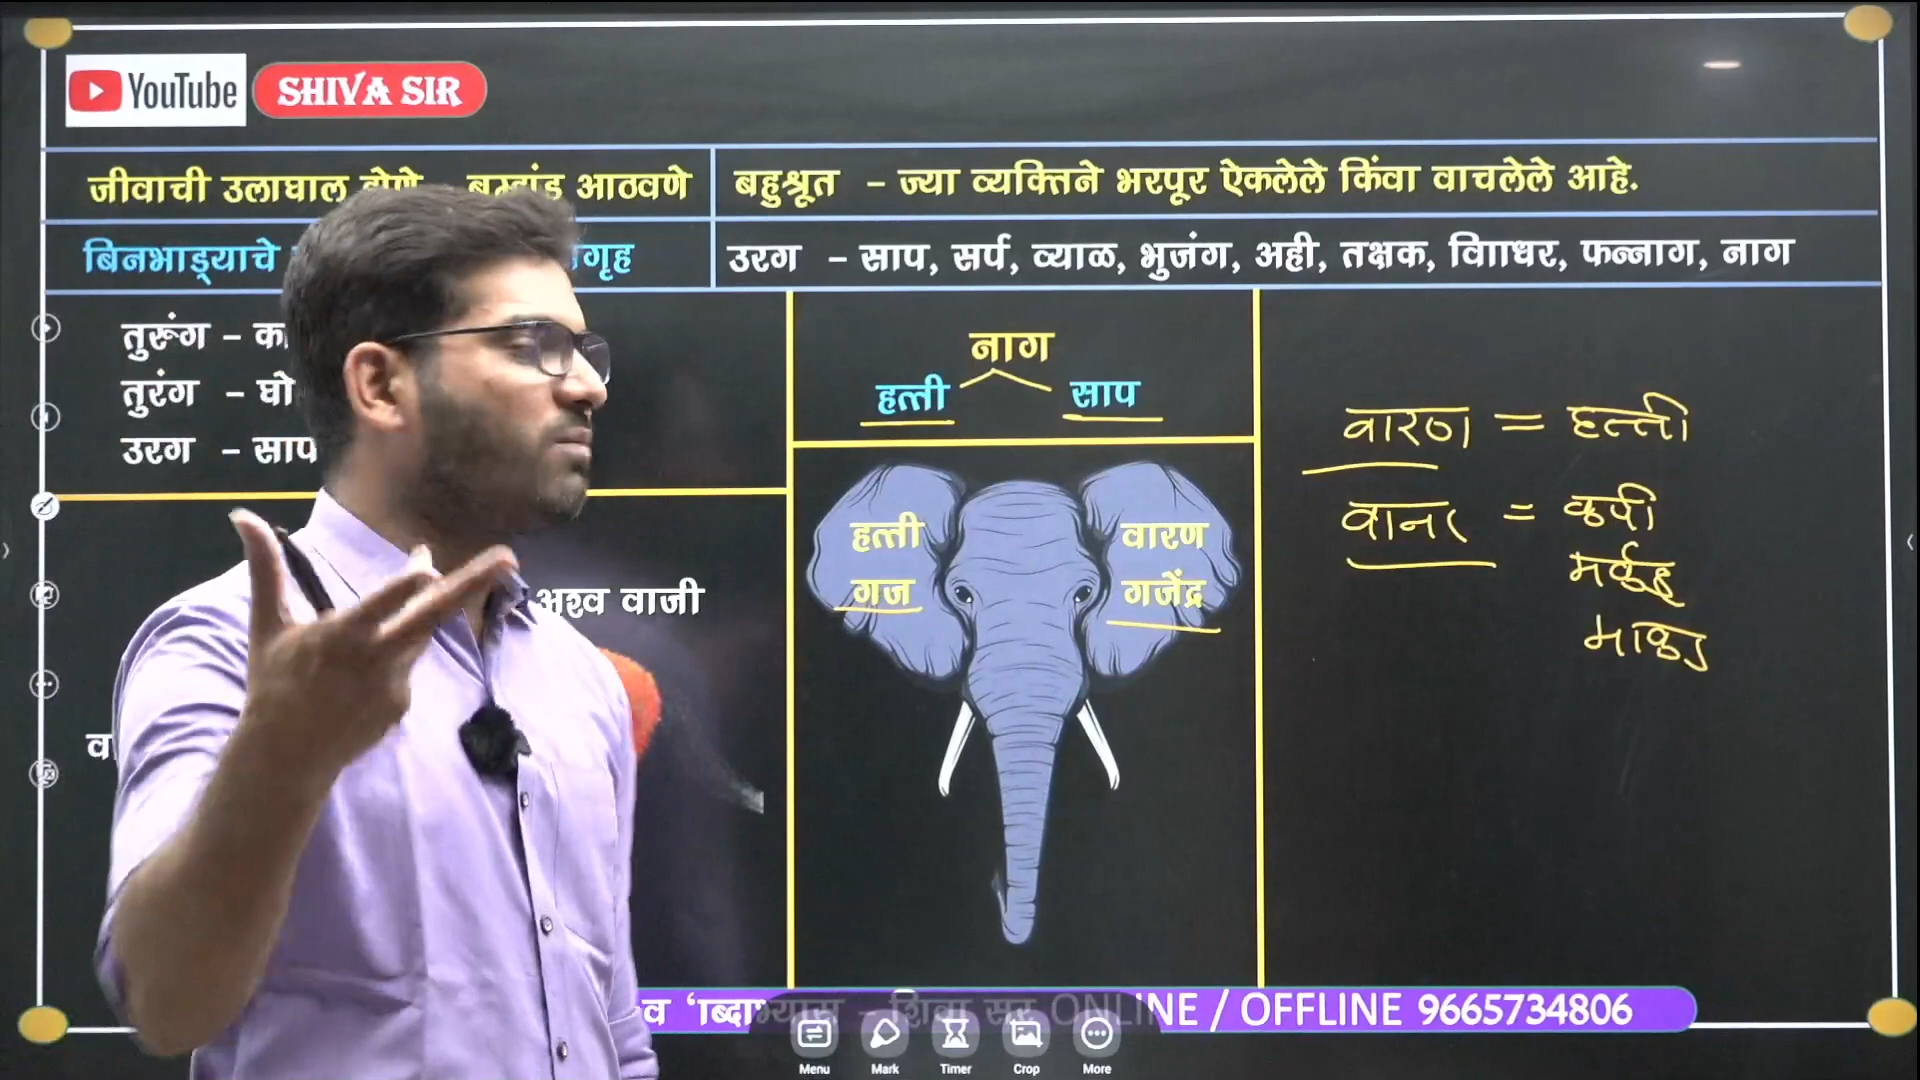 YouTube SHIVA SIR
जीवाची उलाघाल आठवणे
बहुश्रूत – ज्या व्यक्तिने भरपूर ऐकलेले किंवा वाचलेले आहे.
बिनभाड्याचे
उरग – साप, सर्प, व्याळ, भुजंग, अही, तक्षक, विााधर, फन्नाग, नाग
तुरूंग –
तुरंग –
उरग – साप
अश्व वाजी
नाग
हत्ती साप
हत्ती वारण
गज गजेंद्र
वारण = हत्ती
वानर = कपी
मर्कट
माकड
ONLINE / OFFLINE 9665734806
Menu Mark Timer Crop More